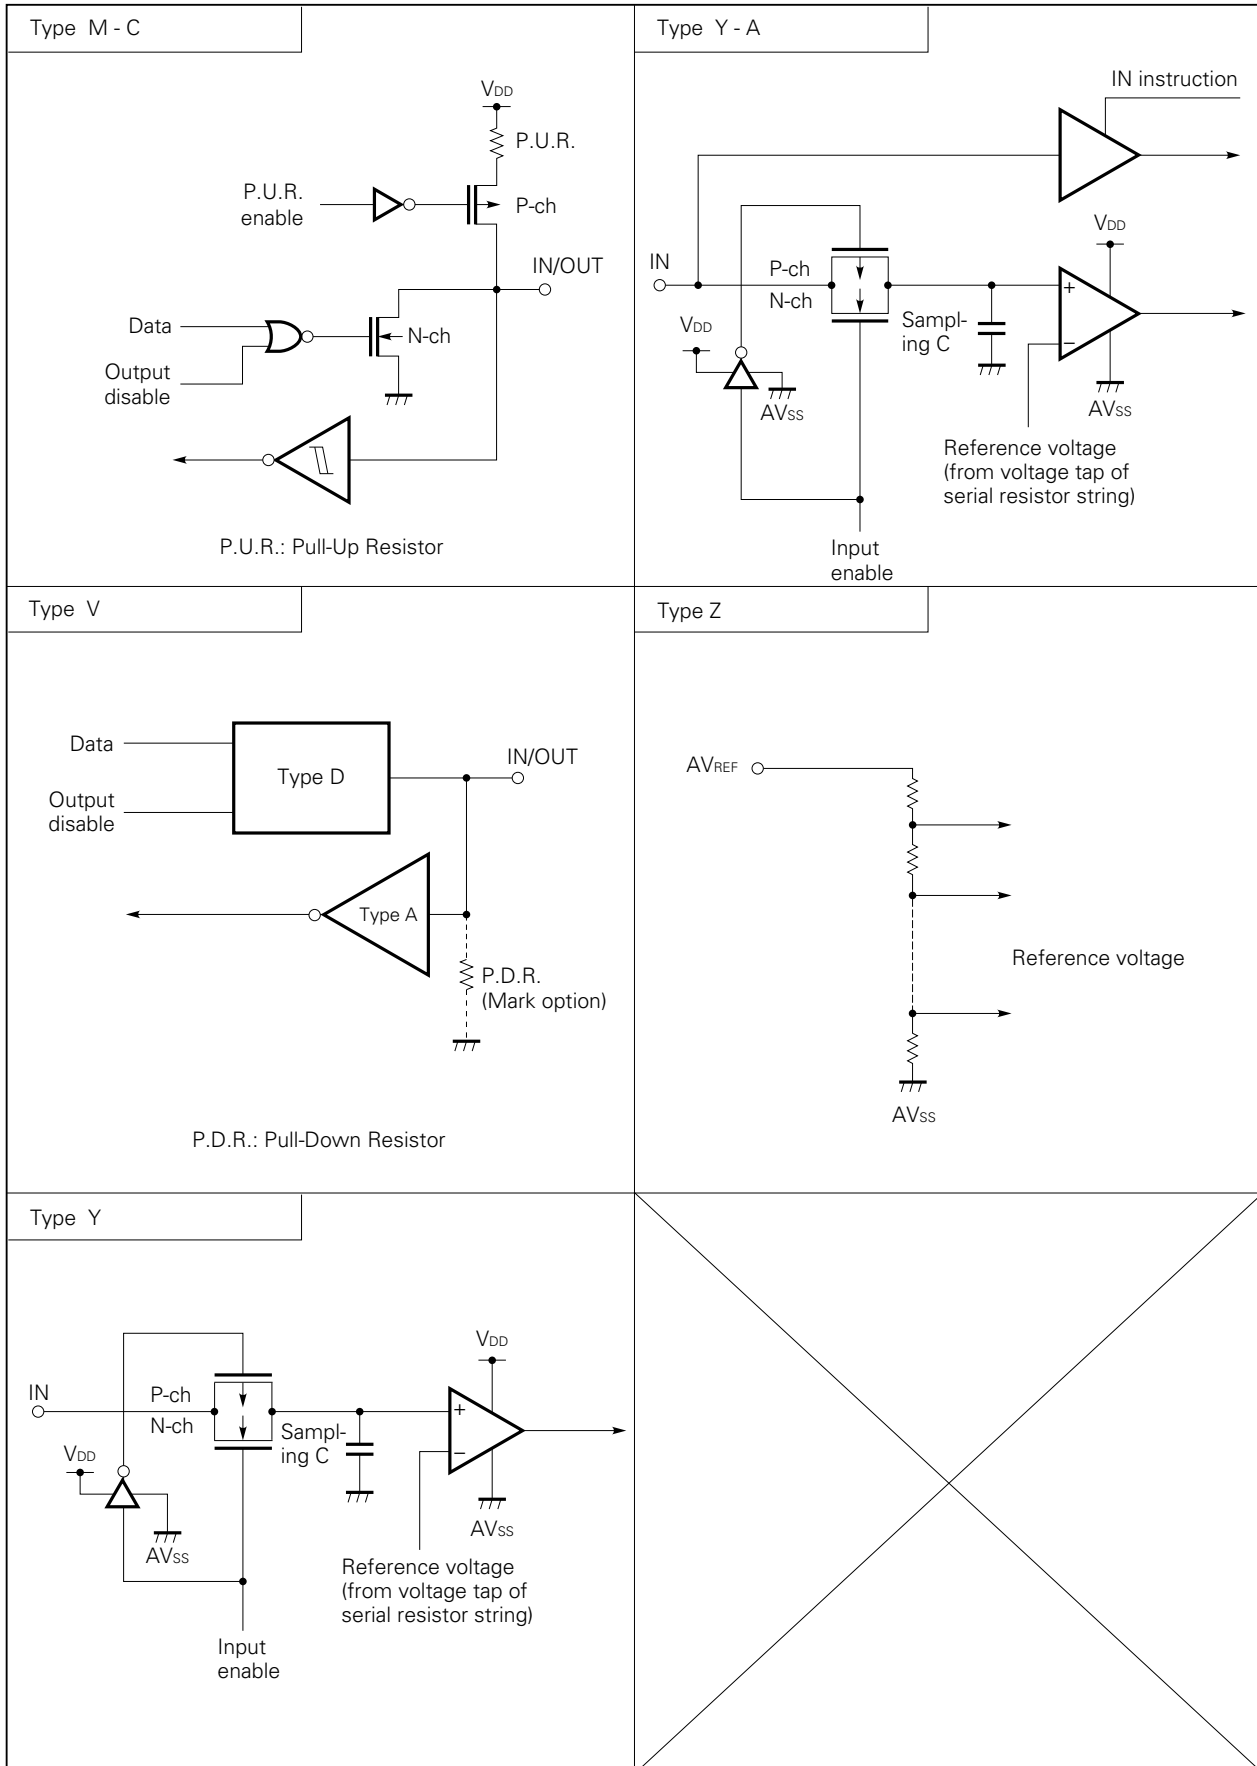 Type M - C
VDD
P.U.R.
P.U.R.
enable
P-ch
IN/OUT
Data
N-ch
Output
disable
P.U.R.: Pull-Up Resistor
Type Y - A
IN instruction
VDD
IN
P-ch
N-ch
+
VDD
Sampl-
ing C
−
AVSS
AVSS
Reference voltage
(from voltage tap of
serial resistor string)
Input
enable
Type V
Data
IN/OUT
Type D
Output
disable
Type A
P.D.R.
(Mark option)
P.D.R.: Pull-Down Resistor
Type Z
AVREF
Reference voltage
AVSS
Type Y
VDD
IN
P-ch
N-ch
+
Sampl-
ing C
VDD
−
AVSS
AVSS
Reference voltage
(from voltage tap of
serial resistor string)
Input
enable